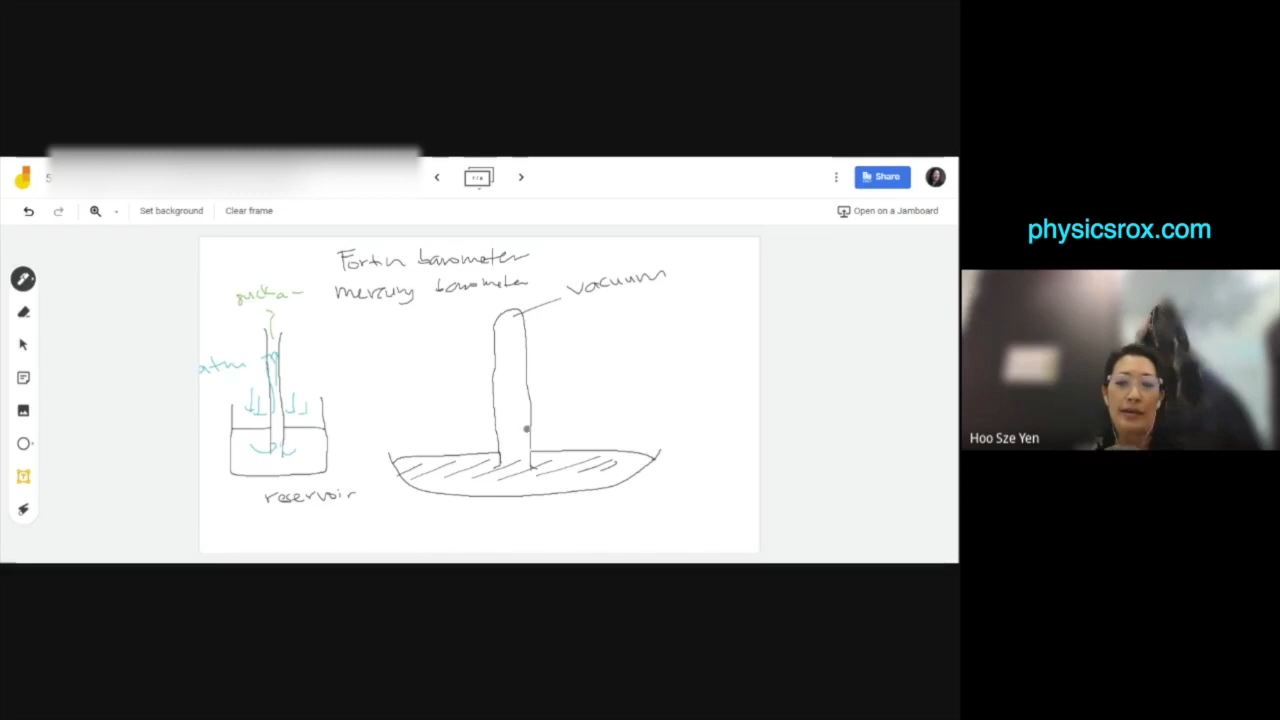 5
Share
Set background
Clear frame
Open on a Jamboard
Fortin barometer
mercury barometer
vacuum
atm
reservoir
physicsrox.com
Hoo Sze Yen